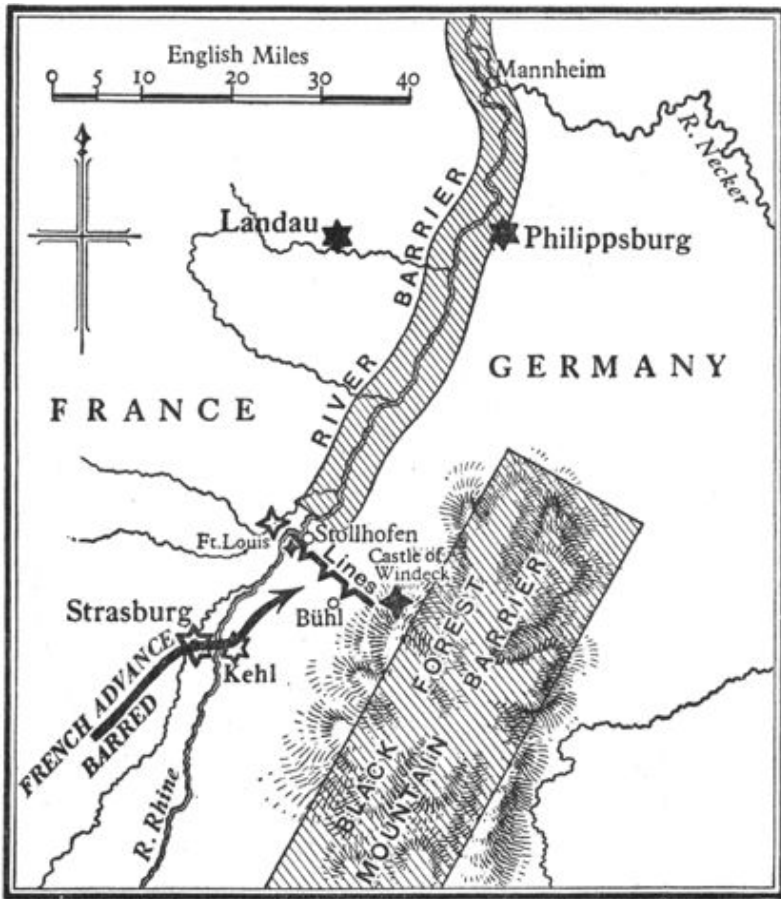 English Miles
0 5 10 20 30 40
Mannheim
R. Necker
Landau
Philippsburg
RIVER BARRIER
GERMANY
FRANCE
Ft. Louis
Stollhofen
Lines
Castle of
Windeck
Bühl
Strasburg
Kehl
FRENCH ADVANCE
BARRED
R. Rhine
BLACK FOREST
MOUNTAIN BARRIER